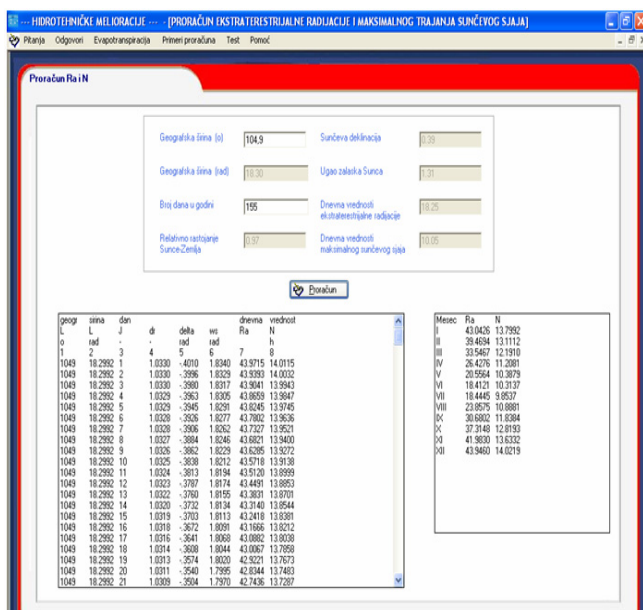 --- HIDROTEHNIČKE MELIORACIJE --- - [PRORAČUN EKSTRATERESTRIJALNE RADIJACIJE I MAKSIMALNOG TRAJANJA SUNČEVOG SJAJA]
Pitanja Odgovori Evapotranspiracija Primeri proračuna Test Pomoć
Proračun Ra i N
Geografska širina (o) 104,9 Sunčeva deklinacija 0.39
Geografska širina (rad) 18.30 Ugao zalaska Sunca 1.31
Broj dana u godini 155 Dnevna vrednosti ekstraterestrijalne radijacije 18.25
Relativno rastojanje Sunce-Zemlja 0.97 Dnevna vrednosti maksimalnog sunčevog sjaja 10.05
Proračun
geogr sirina dan dnevna vrednost
L L J dr delta ws Ra N
o rad - - rad rad h
1 2 3 4 5 6 7 8
1049 18.2992 1 1.0330 -.4010 1.8340 43.9715 14.0115
1049 18.2992 2 1.0330 -.3996 1.8329 43.9393 14.0032
1049 18.2992 3 1.0330 -.3980 1.8317 43.9041 13.9943
1049 18.2992 4 1.0329 -.3963 1.8305 43.8659 13.9847
1049 18.2992 5 1.0329 -.3945 1.8291 43.8245 13.9745
1049 18.2992 6 1.0328 -.3926 1.8277 43.7802 13.9636
1049 18.2992 7 1.0328 -.3906 1.8262 43.7327 13.9521
1049 18.2992 8 1.0327 -.3884 1.8246 43.6821 13.9400
1049 18.2992 9 1.0326 -.3862 1.8229 43.6285 13.9272
1049 18.2992 10 1.0325 -.3838 1.8212 43.5718 13.9138
1049 18.2992 11 1.0324 -.3813 1.8194 43.5120 13.8999
1049 18.2992 12 1.0323 -.3787 1.8174 43.4491 13.8853
1049 18.2992 13 1.0322 -.3760 1.8155 43.3831 13.8701
1049 18.2992 14 1.0320 -.3732 1.8134 43.3140 13.8544
1049 18.2992 15 1.0319 -.3703 1.8113 43.2418 13.8381
1049 18.2992 16 1.0318 -.3672 1.8091 43.1666 13.8212
1049 18.2992 17 1.0316 -.3641 1.8068 43.0882 13.8038
1049 18.2992 18 1.0314 -.3608 1.8044 43.0067 13.7858
1049 18.2992 19 1.0313 -.3574 1.8020 42.9221 13.7673
1049 18.2992 20 1.0311 -.3540 1.7995 42.8344 13.7483
1049 18.2992 21 1.0309 -.3504 1.7970 42.7436 13.7287
Mesec Ra N
I 43.0426 13.7992
II 39.4694 13.1112
III 33.5467 12.1910
IV 26.4276 11.2081
V 20.5564 10.3879
VI 18.4121 10.3137
VII 18.4445 9.8537
VIII 23.8575 10.8881
IX 30.6802 11.8384
X 37.3148 12.8193
XI 41.9830 13.6332
XII 43.9460 14.0219